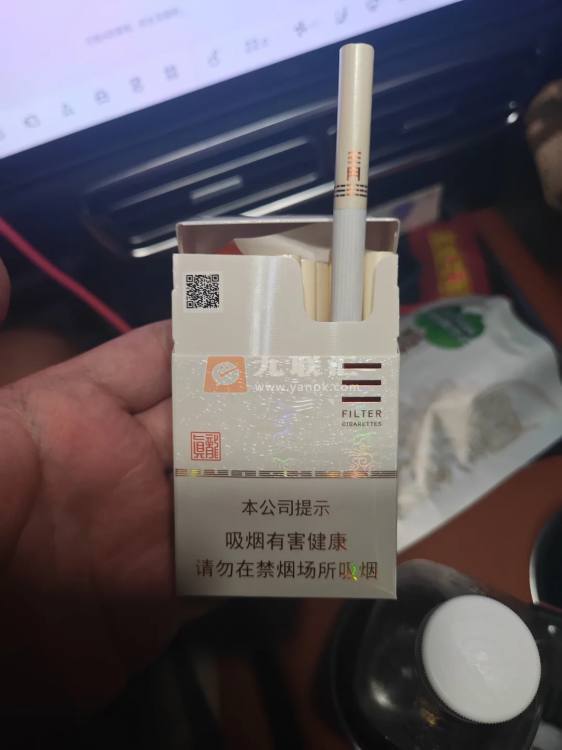 www.yanpk.com
FILTER
CIGARETTES
本公司提示
吸烟有害健康
请勿在禁烟场所吸烟